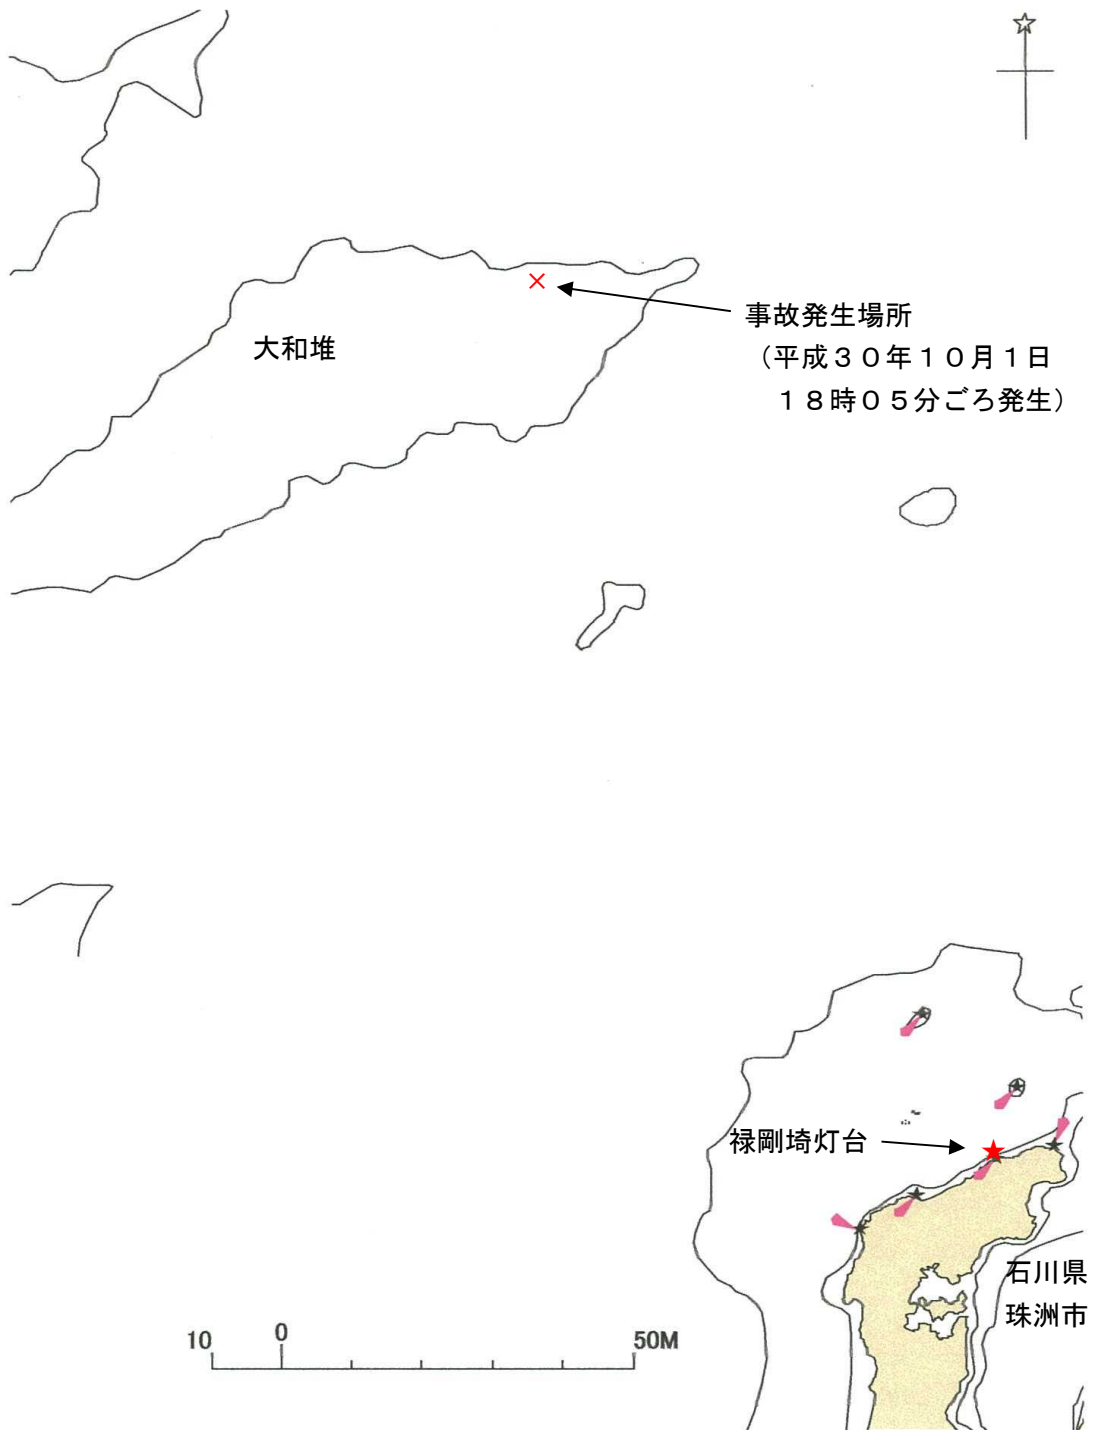 大和堆
事故発生場所
（平成３０年１０月１日
１８時０５分ごろ発生）
禄剛埼灯台
石川県
珠洲市
10 0 50M